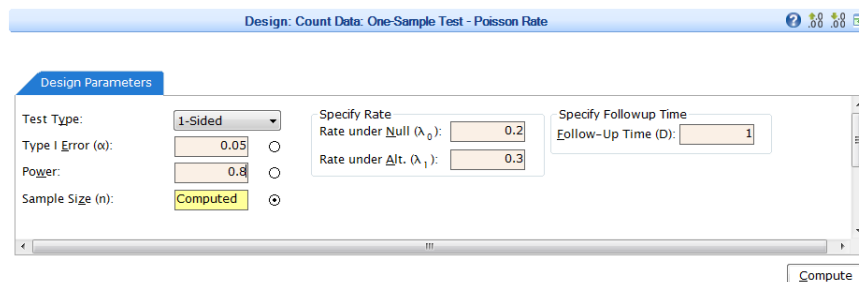 Design: Count Data: One-Sample Test - Poisson Rate
Design Parameters
Test Type: 1-Sided
Type I Error (α): 0.05
Power: 0.8
Sample Size (n): Computed
Specify Rate
Rate under Null (λ0): 0.2
Rate under Alt. (λ1): 0.3
Specify Followup Time
Follow-Up Time (D): 1
Compute